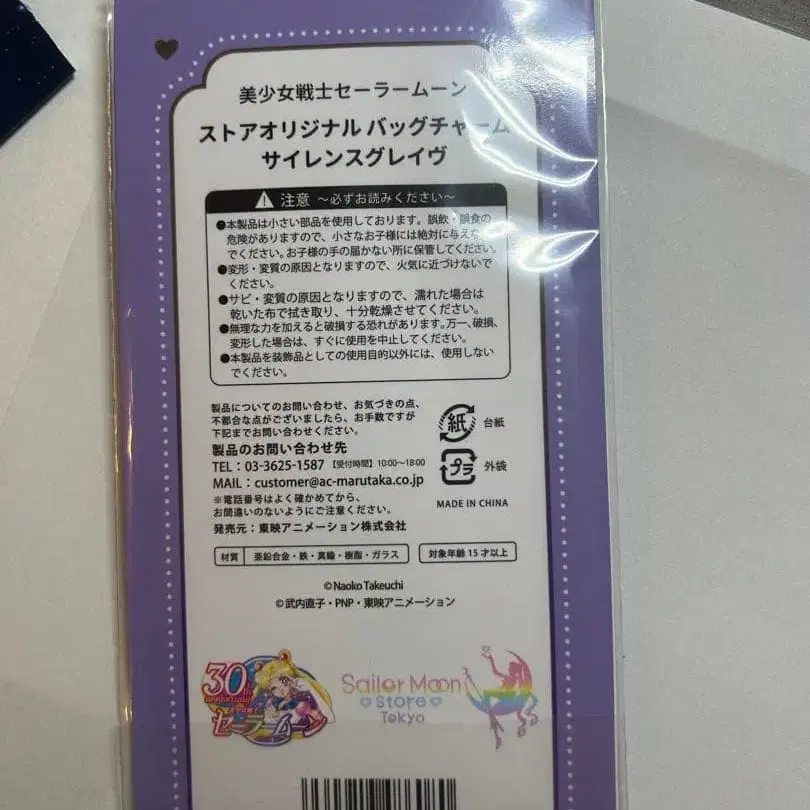 美少女戦士セーラームーン
ストアオリジナル バッグチャーム
サイレンスグレイヴ
注意 ～必ずお読みください～
●本製品は小さい部品を使用しております。誤飲・誤食の
危険がありますので、小さなお子様には絶対に与えな
でください。お子様の手の届かない所に保管してください。
●変形・変質の原因となりますので、火気に近づけないで
ください。
●サビ・変質の原因となりますので、濡れた場合は
乾いた布で拭き取り、十分乾燥させてください。
●無理な力を加えると破損する恐れがあります。万一、破損、
変形した場合は、すぐに使用を中止してください。
●本製品を装飾品としての使用目的以外には、使用しない
でください。
製品についてのお問い合わせ、お気づきの点、
不都合な点がございましたら、お手数ですが
下記までお問い合わせください。
製品のお問い合わせ先
TEL：03-3625-1587 【受付時間】10:00～18:00
MAIL：customer@ac-marutaka.co.jp
※電話番号はよく確かめてから、
お間違いのないようにご注意ください。
発売元：東映アニメーション株式会社
紙 台紙
プラ 外袋
MADE IN CHINA
材質 亜鉛合金・鉄・真鍮・樹脂・ガラス
対象年齢 15才以上
©Naoko Takeuchi
©武内直子・PNP・東映アニメーション
30th
anniversary
美少女戦士
セーラームーン
Sailor Moon
Store
Tokyo